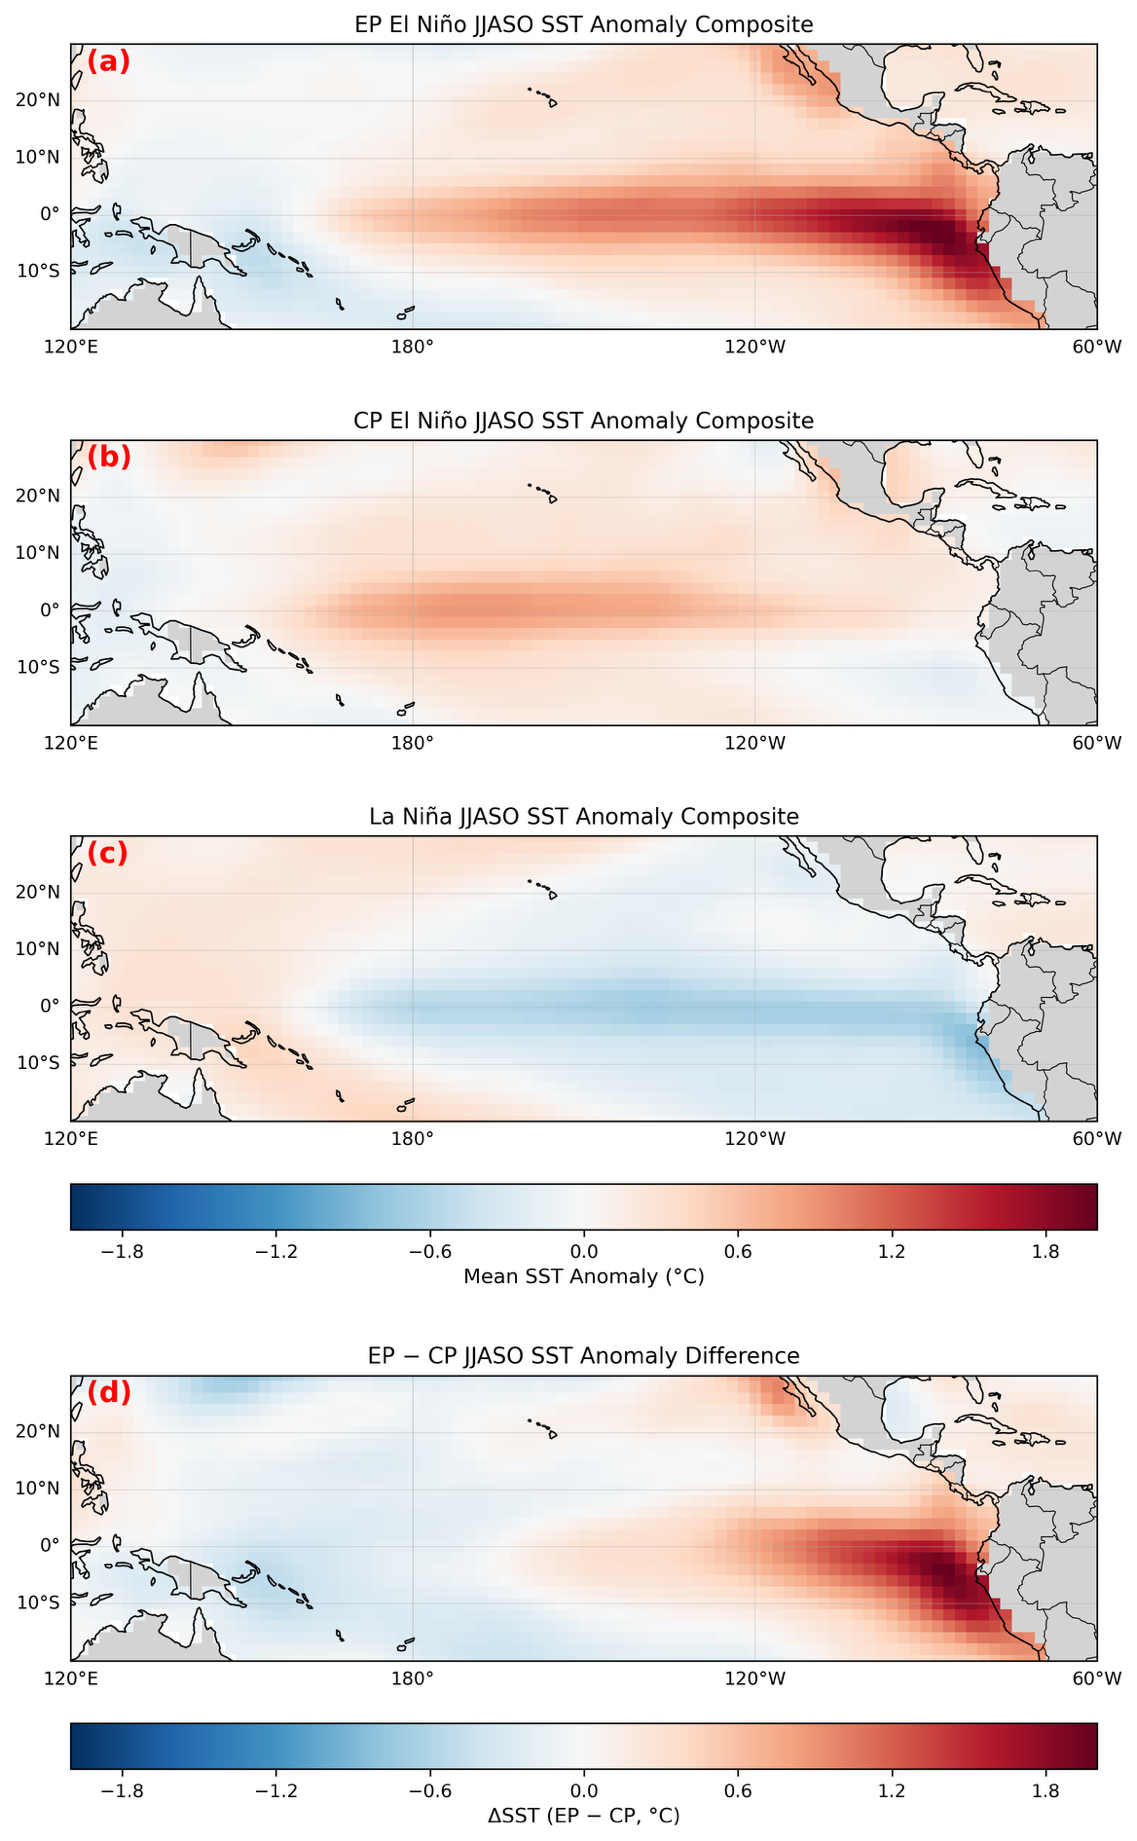 EP El Niño JJASO SST Anomaly Composite
(a)
20°N
10°N
0°
10°S
120°E 180° 120°W 60°W
CP El Niño JJASO SST Anomaly Composite
(b)
20°N
10°N
0°
10°S
120°E 180° 120°W 60°W
La Niña JJASO SST Anomaly Composite
(c)
20°N
10°N
0°
10°S
120°E 180° 120°W 60°W
−1.8 −1.2 −0.6 0.0 0.6 1.2 1.8
Mean SST Anomaly (°C)
EP − CP JJASO SST Anomaly Difference
(d)
20°N
10°N
0°
10°S
120°E 180° 120°W 60°W
−1.8 −1.2 −0.6 0.0 0.6 1.2 1.8
ΔSST (EP − CP, °C)